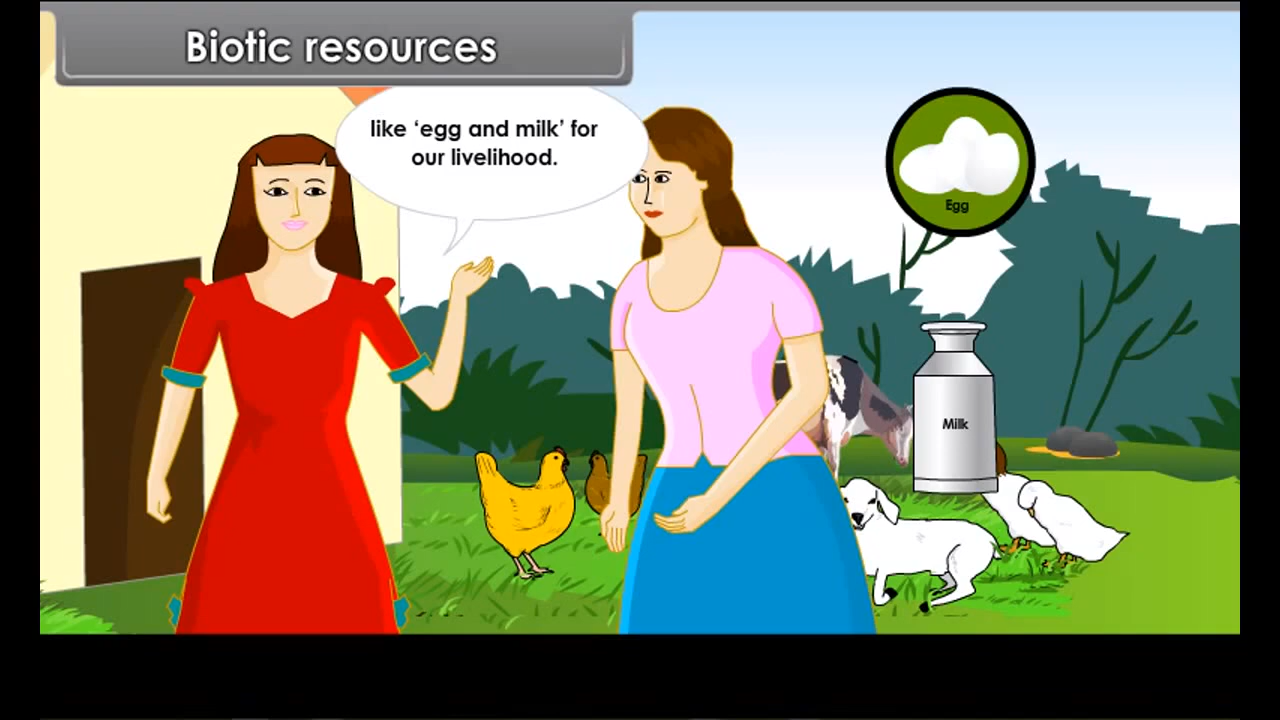 Biotic resources
like ‘egg and milk’ for
our livelihood.
Egg
Milk